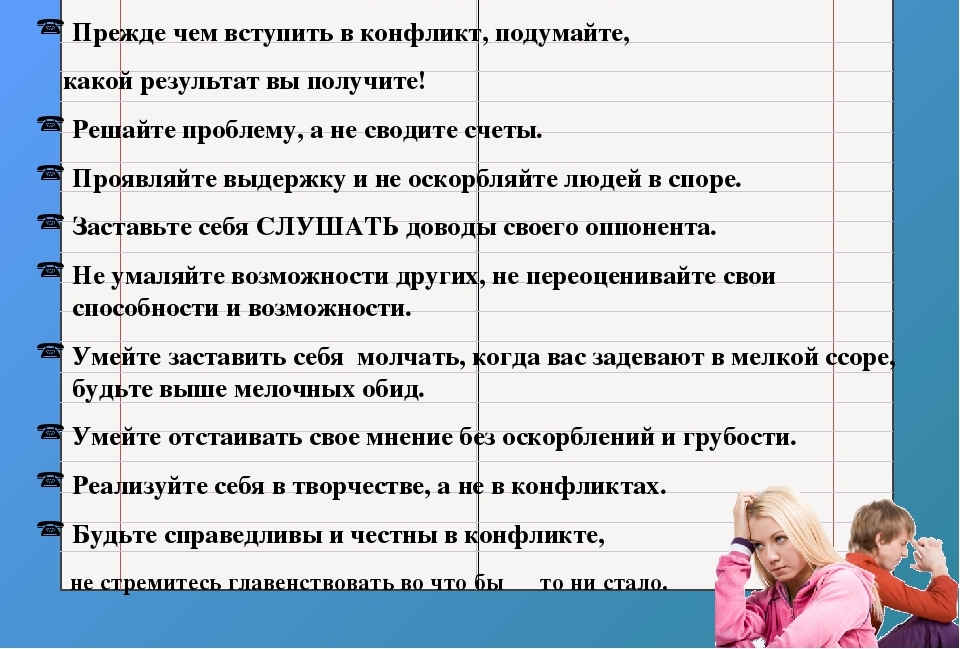 ☎ Прежде чем вступить в конфликт, подумайте,
какой результат вы получите!
☎ Решайте проблему, а не сводите счеты.
☎ Проявляйте выдержку и не оскорбляйте людей в споре.
☎ Заставьте себя СЛУШАТЬ доводы своего оппонента.
☎ Не умаляйте возможности других, не переоценивайте свои
способности и возможности.
☎ Умейте заставить себя молчать, когда вас задевают в мелкой ссоре,
будьте выше мелочных обид.
☎ Умейте отстаивать свое мнение без оскорблений и грубости.
☎ Реализуйте себя в творчестве, а не в конфликтах.
☎ Будьте справедливы и честны в конфликте,
не стремитесь главенствовать во что бы то ни стало.